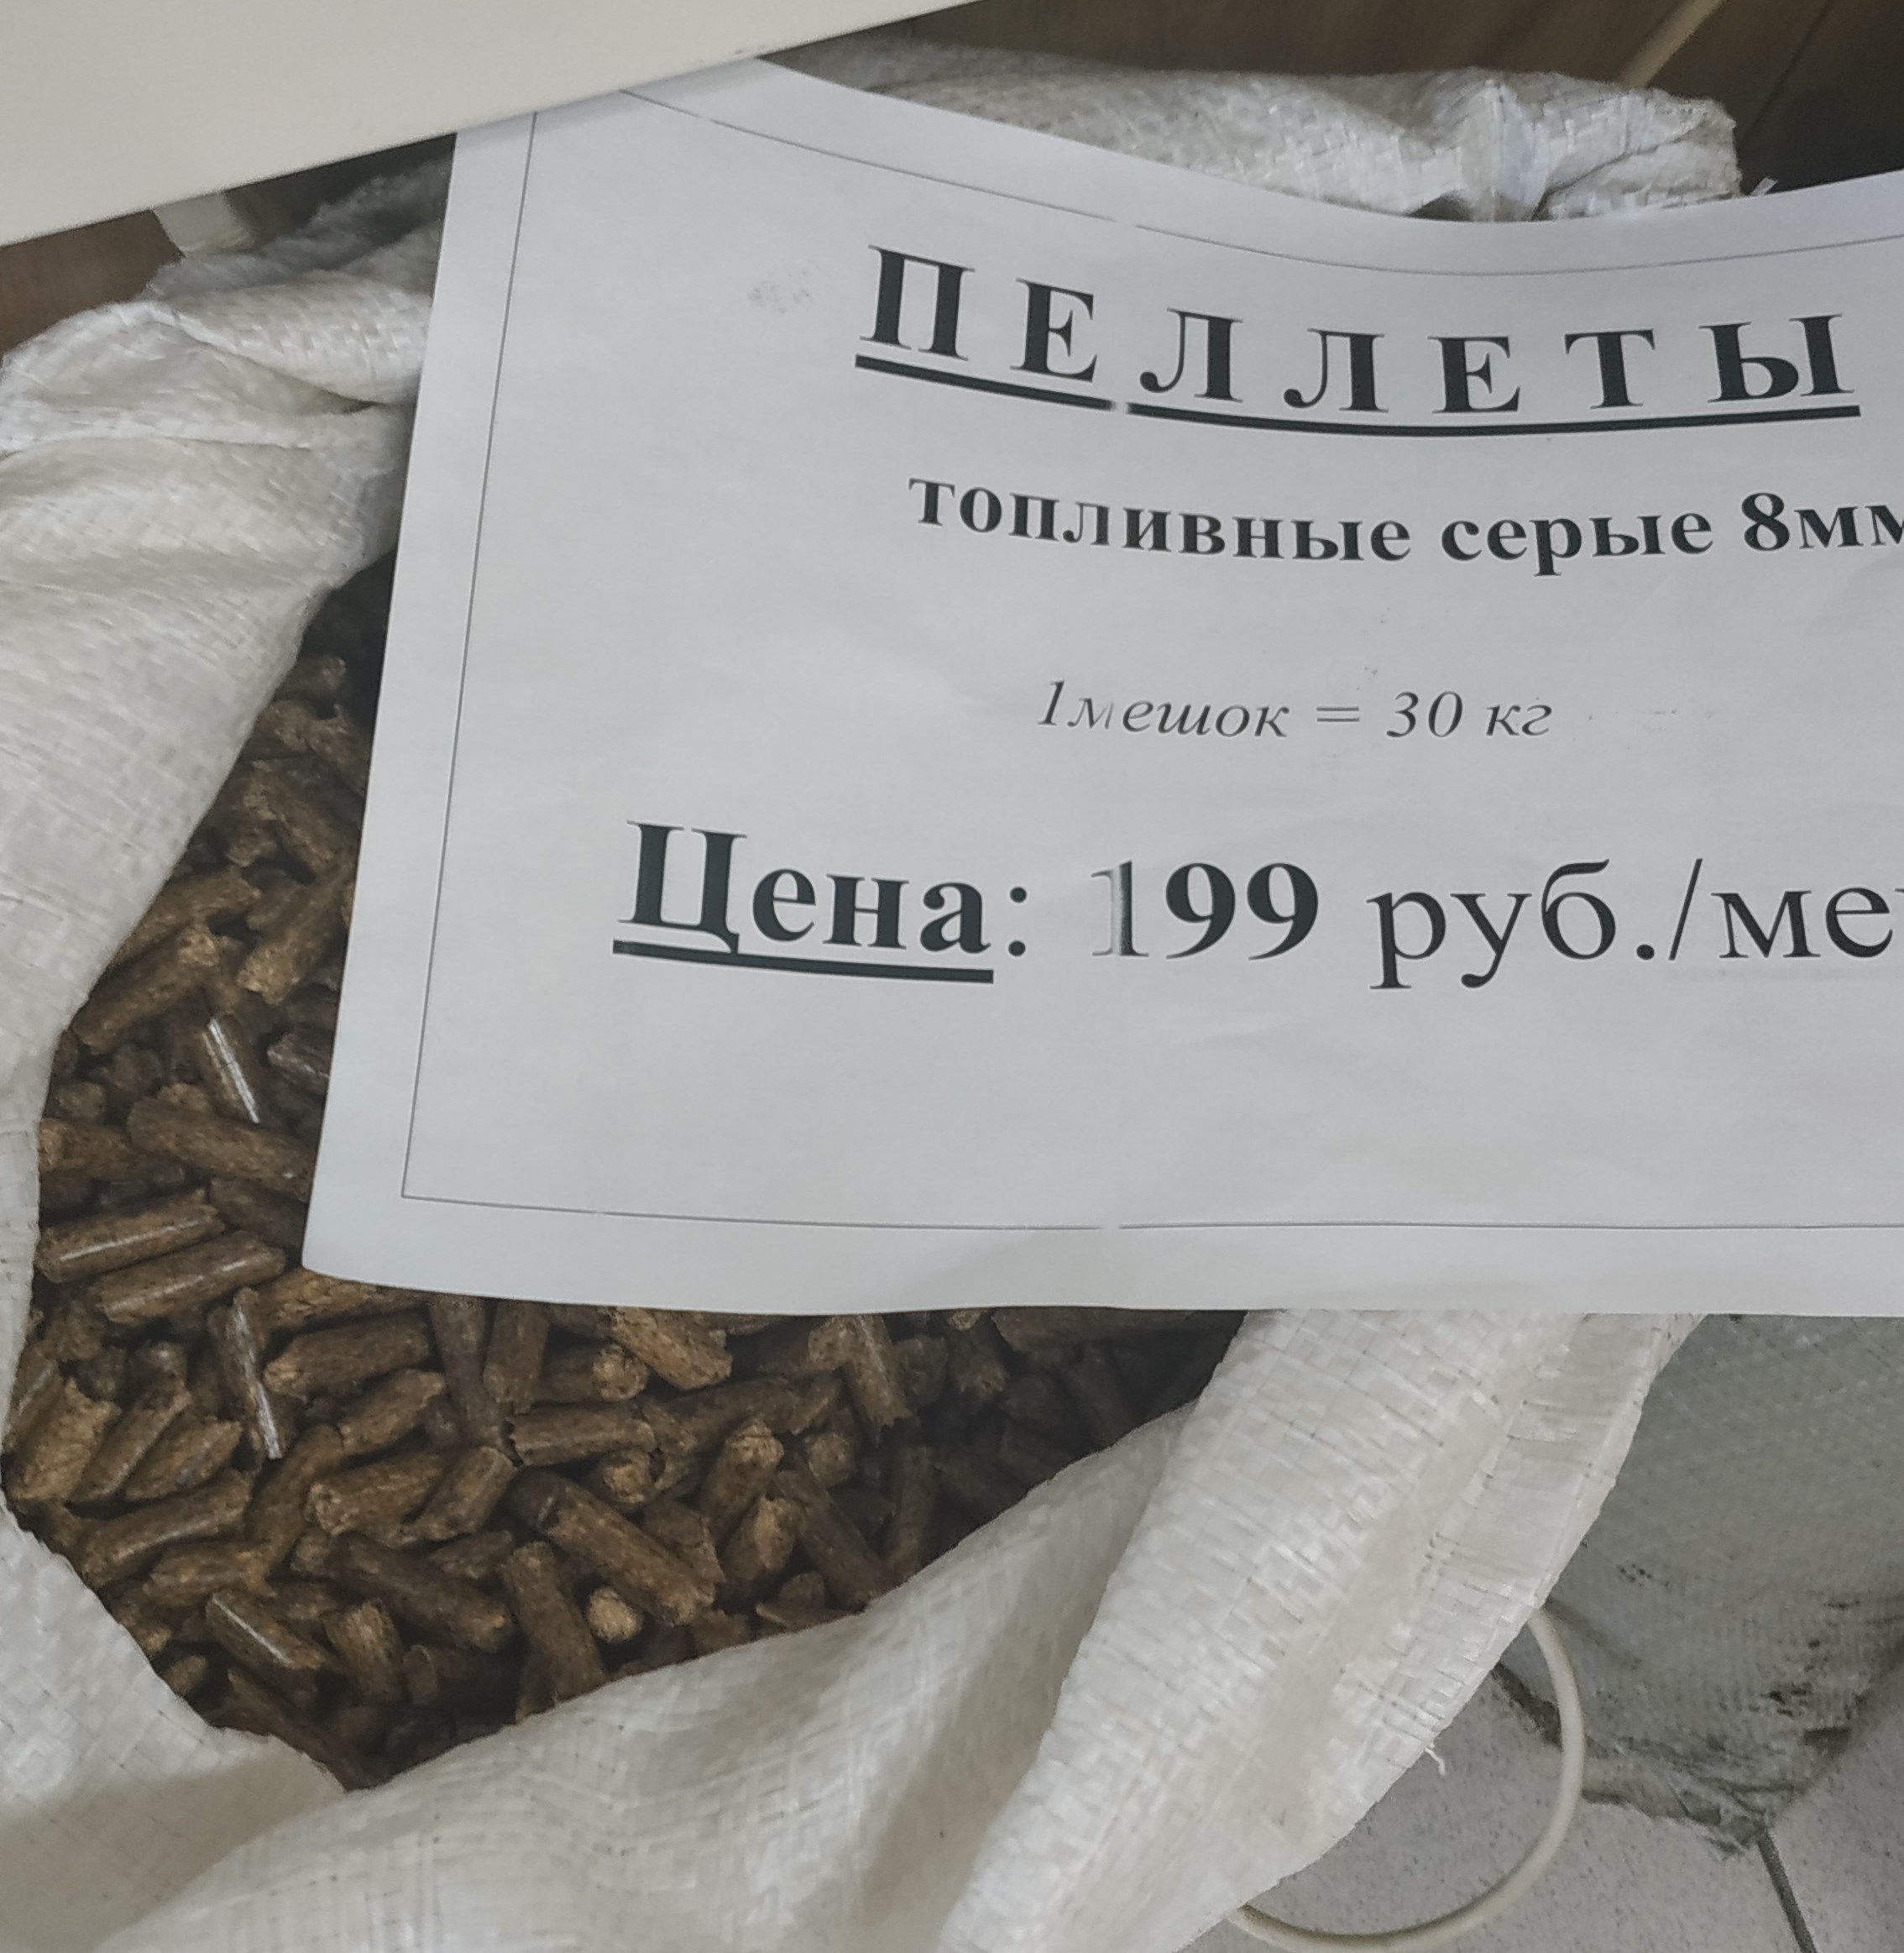 ПЕЛЛЕТЫ
топливные серые 8мм
1мешок = 30 кг
Цена: 199 руб./ме